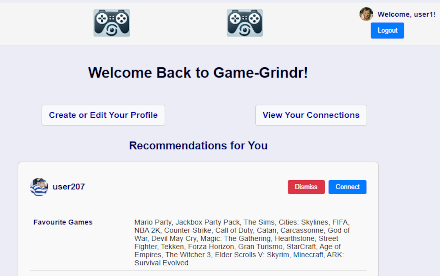 Welcome, user1!
Logout
Welcome Back to Game-Grindr!
Create or Edit Your Profile
View Your Connections
Recommendations for You
user207
Dismiss
Connect
Favourite Games
Mario Party, Jackbox Party Pack, The Sims, Cities: Skylines, FIFA,
NBA 2K, Counter-Strike, Call of Duty, Catan, Carcassonne, God of
War, Devil May Cry, Magic: The Gathering, Hearthstone, Street
Fighter, Tekken, Forza Horizon, Gran Turismo, StarCraft, Age of
Empires, The Witcher 3, Elder Scrolls V: Skyrim, Minecraft, ARK:
Survival Evolved